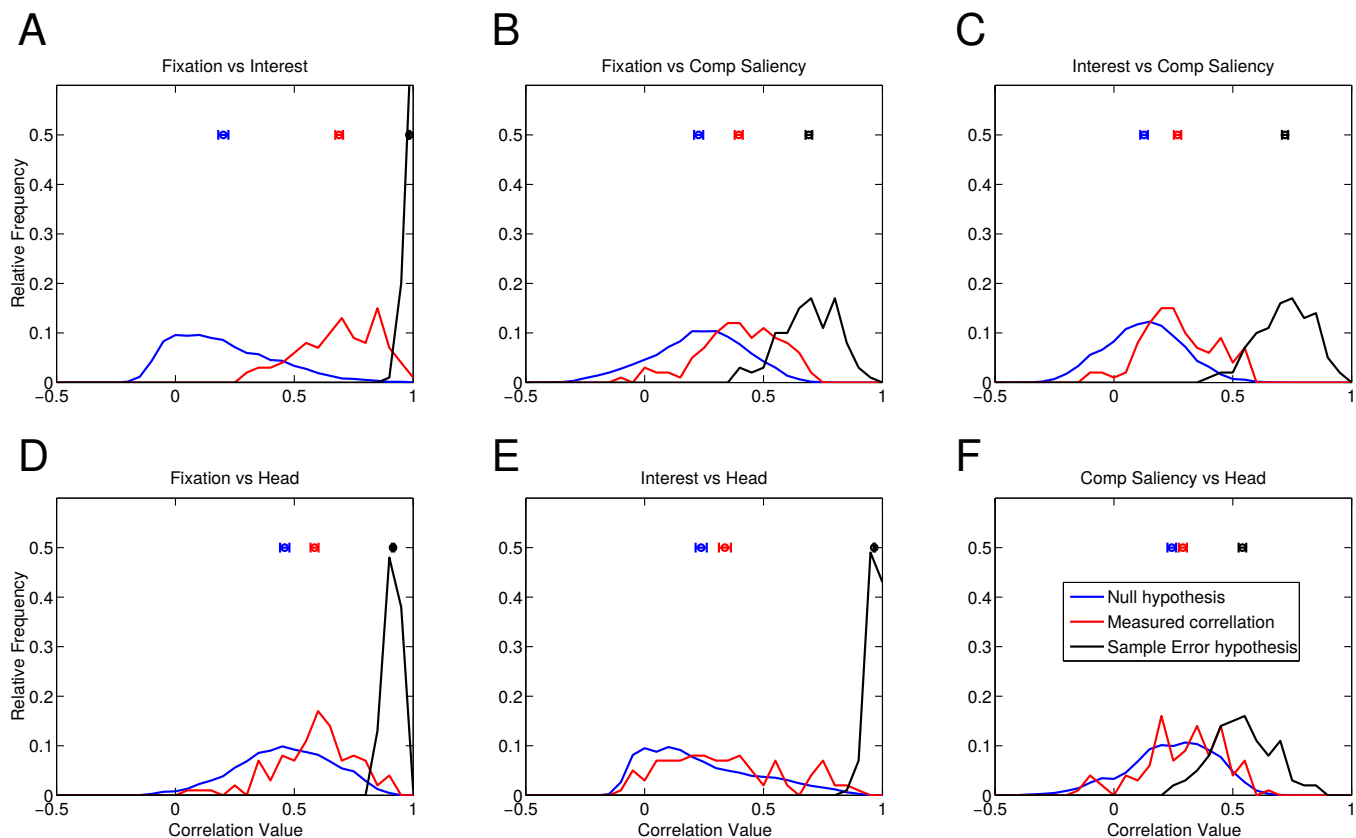 A
B
C
Fixation vs Interest
Fixation vs Comp Saliency
Interest vs Comp Saliency
Relative Frequency
0.5
0.4
0.3
0.2
0.1
0
−0.5 0 0.5 1
0.5
0.4
0.3
0.2
0.1
0
−0.5 0 0.5 1
0.5
0.4
0.3
0.2
0.1
0
−0.5 0 0.5 1
D
E
F
Fixation vs Head
Interest vs Head
Comp Saliency vs Head
Relative Frequency
0.5
0.4
0.3
0.2
0.1
0
−0.5 0 0.5 1
Correlation Value
0.5
0.4
0.3
0.2
0.1
0
−0.5 0 0.5 1
Correlation Value
0.5
0.4
0.3
0.2
0.1
0
−0.5 0 0.5 1
Correlation Value
Null hypothesis
Measured correllation
Sample Error hypothesis